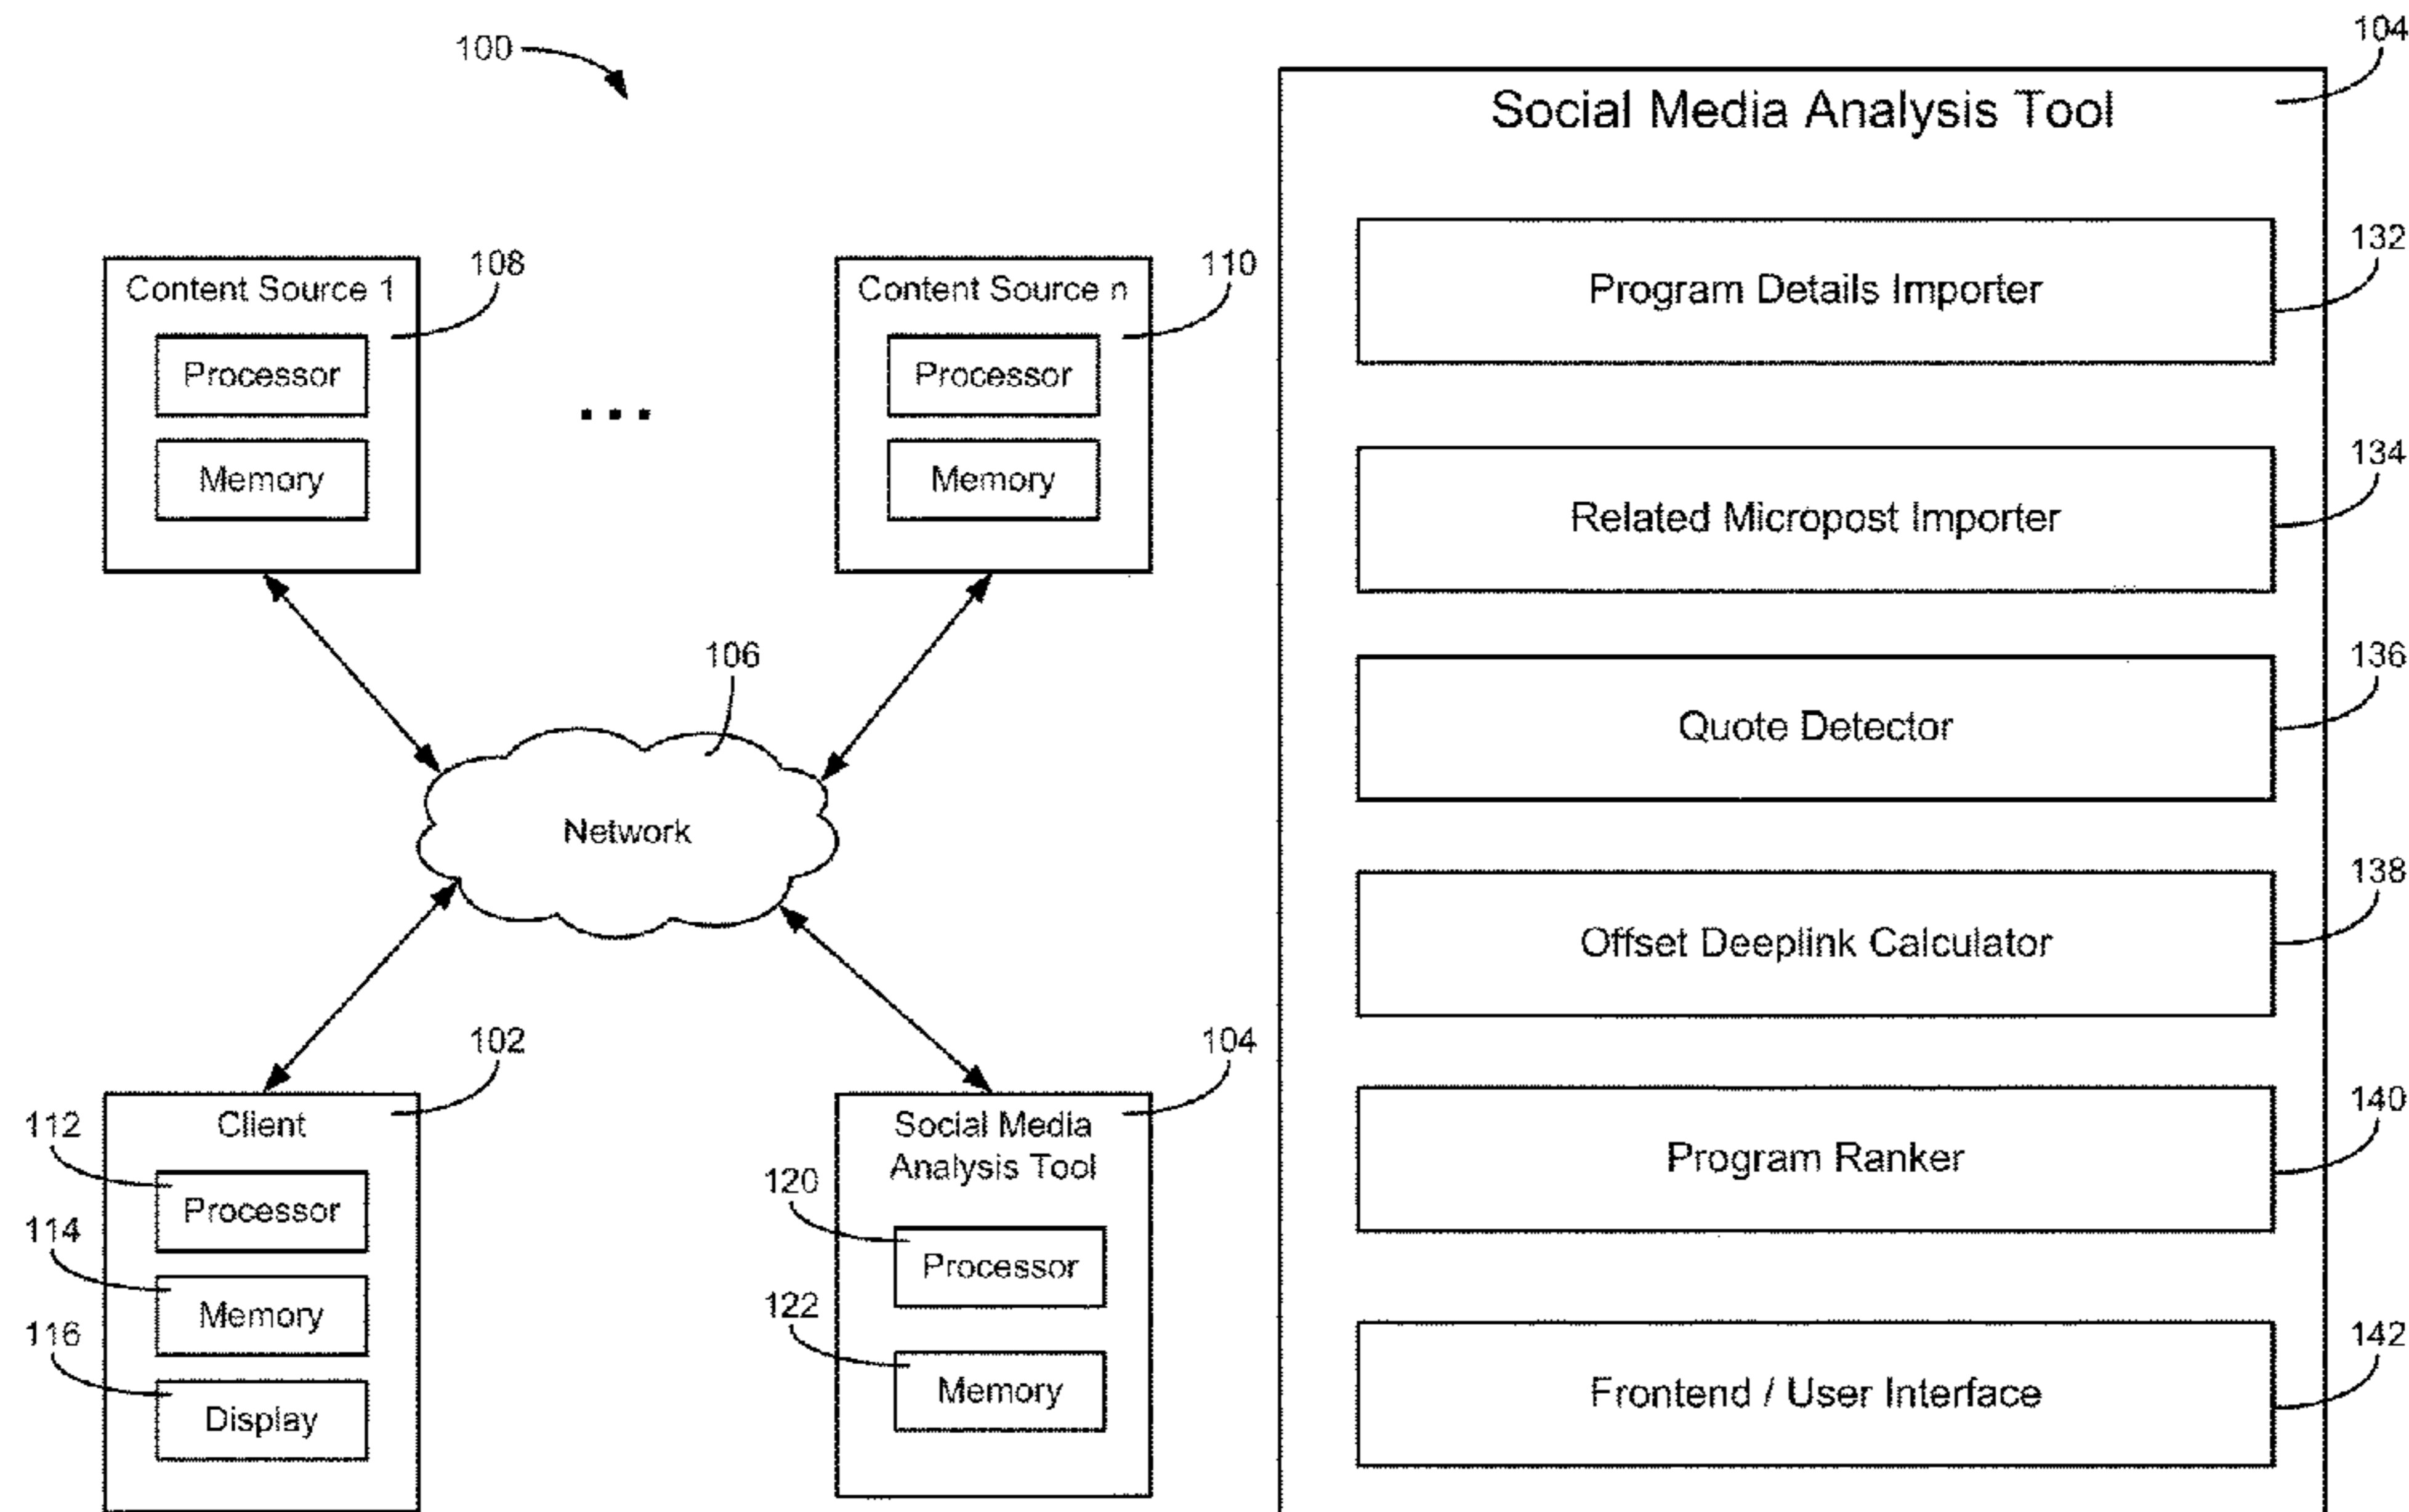 100
Content Source 1
108
Processor
Memory
...
Content Source n
110
Processor
Memory
106
Network
Client
102
112
Processor
114
Memory
116
Display
Social Media
Analysis Tool
104
120
Processor
122
Memory
104
Social Media Analysis Tool
Program Details Importer
132
Related Micropost Importer
134
Quote Detector
136
Offset Deeplink Calculator
138
Program Ranker
140
Frontend / User Interface
142